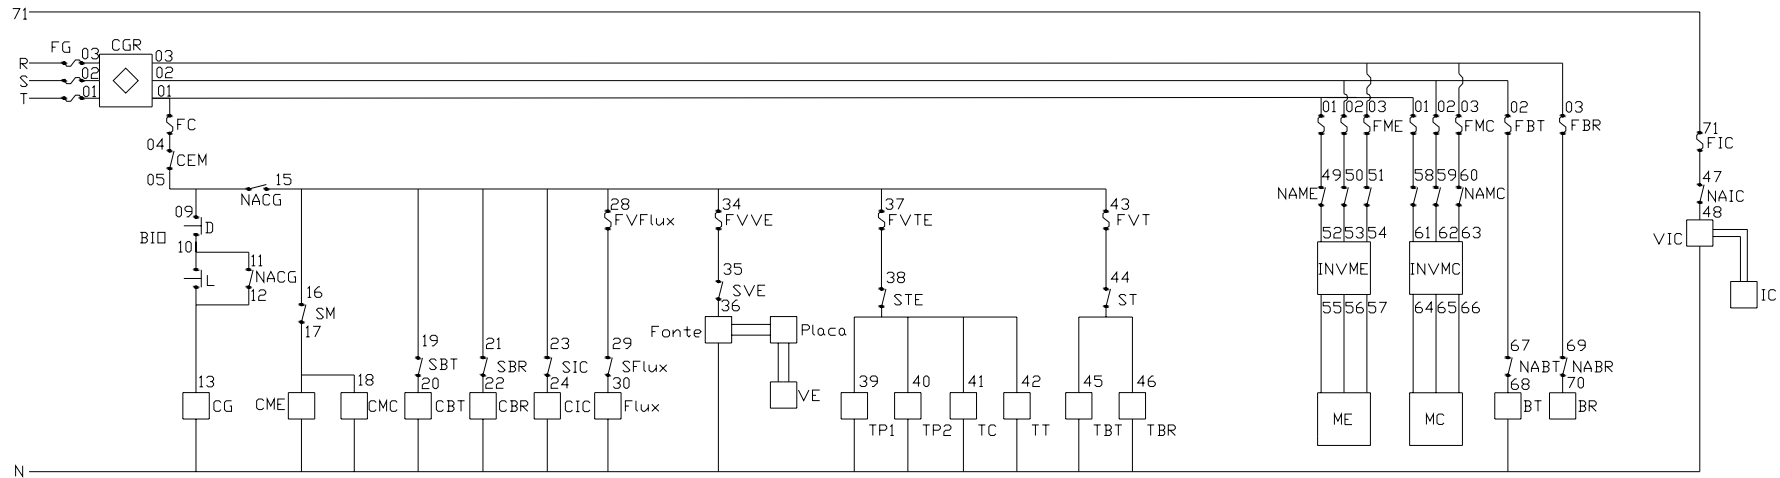 71
FG 03 CGR 03
R
02 02
S
01 01
T
01 02 03 FME
01 02 03 FMC
02 FBT
03 FBR
71 FIC
FC
04
CEM
05
15
NACG
09
D
BIO
10
11
NACG
L
12
13
CG
16
SM
17
18
CME
CMC
19
SBT
20
CBT
21
SBR
22
CBR
23
SIC
24
CIC
28
FVFlux
29
SFlux
30
Flux
34
FVVE
35
SVE
36
Fonte
Placa
VE
37
FVTE
38
STE
39
TP1
40
TP2
41
TC
42
TT
43
FVT
44
ST
45
TBT
46
TBR
49 50 51
NAME
52 53 54
INVME
55 56 57
ME
58 59 60
NAMC
61 62 63
INVMC
64 65 66
MC
67
NABT
68
BT
69
NABR
70
BR
47
NAIC
48
VIC
IC
N